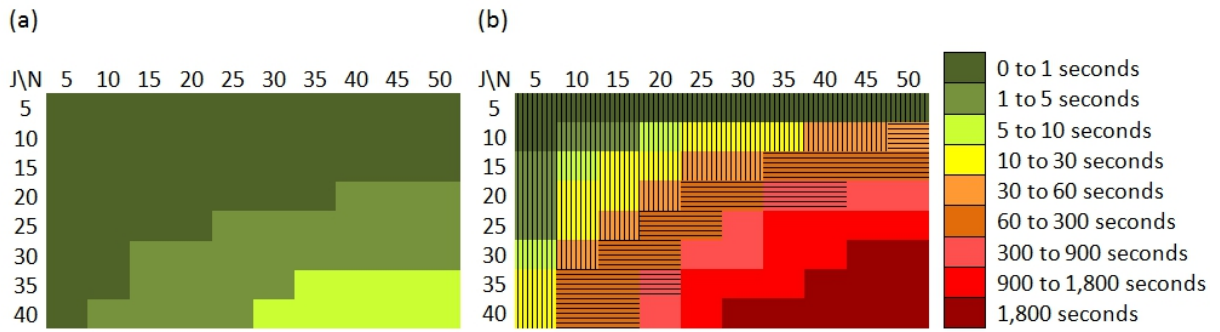 (a)
J\N 5 10 15 20 25 30 35 40 45 50
5
10
15
20
25
30
35
40
(b)
J\N 5 10 15 20 25 30 35 40 45 50
5
10
15
20
25
30
35
40
0 to 1 seconds
1 to 5 seconds
5 to 10 seconds
10 to 30 seconds
30 to 60 seconds
60 to 300 seconds
300 to 900 seconds
900 to 1,800 seconds
1,800 seconds